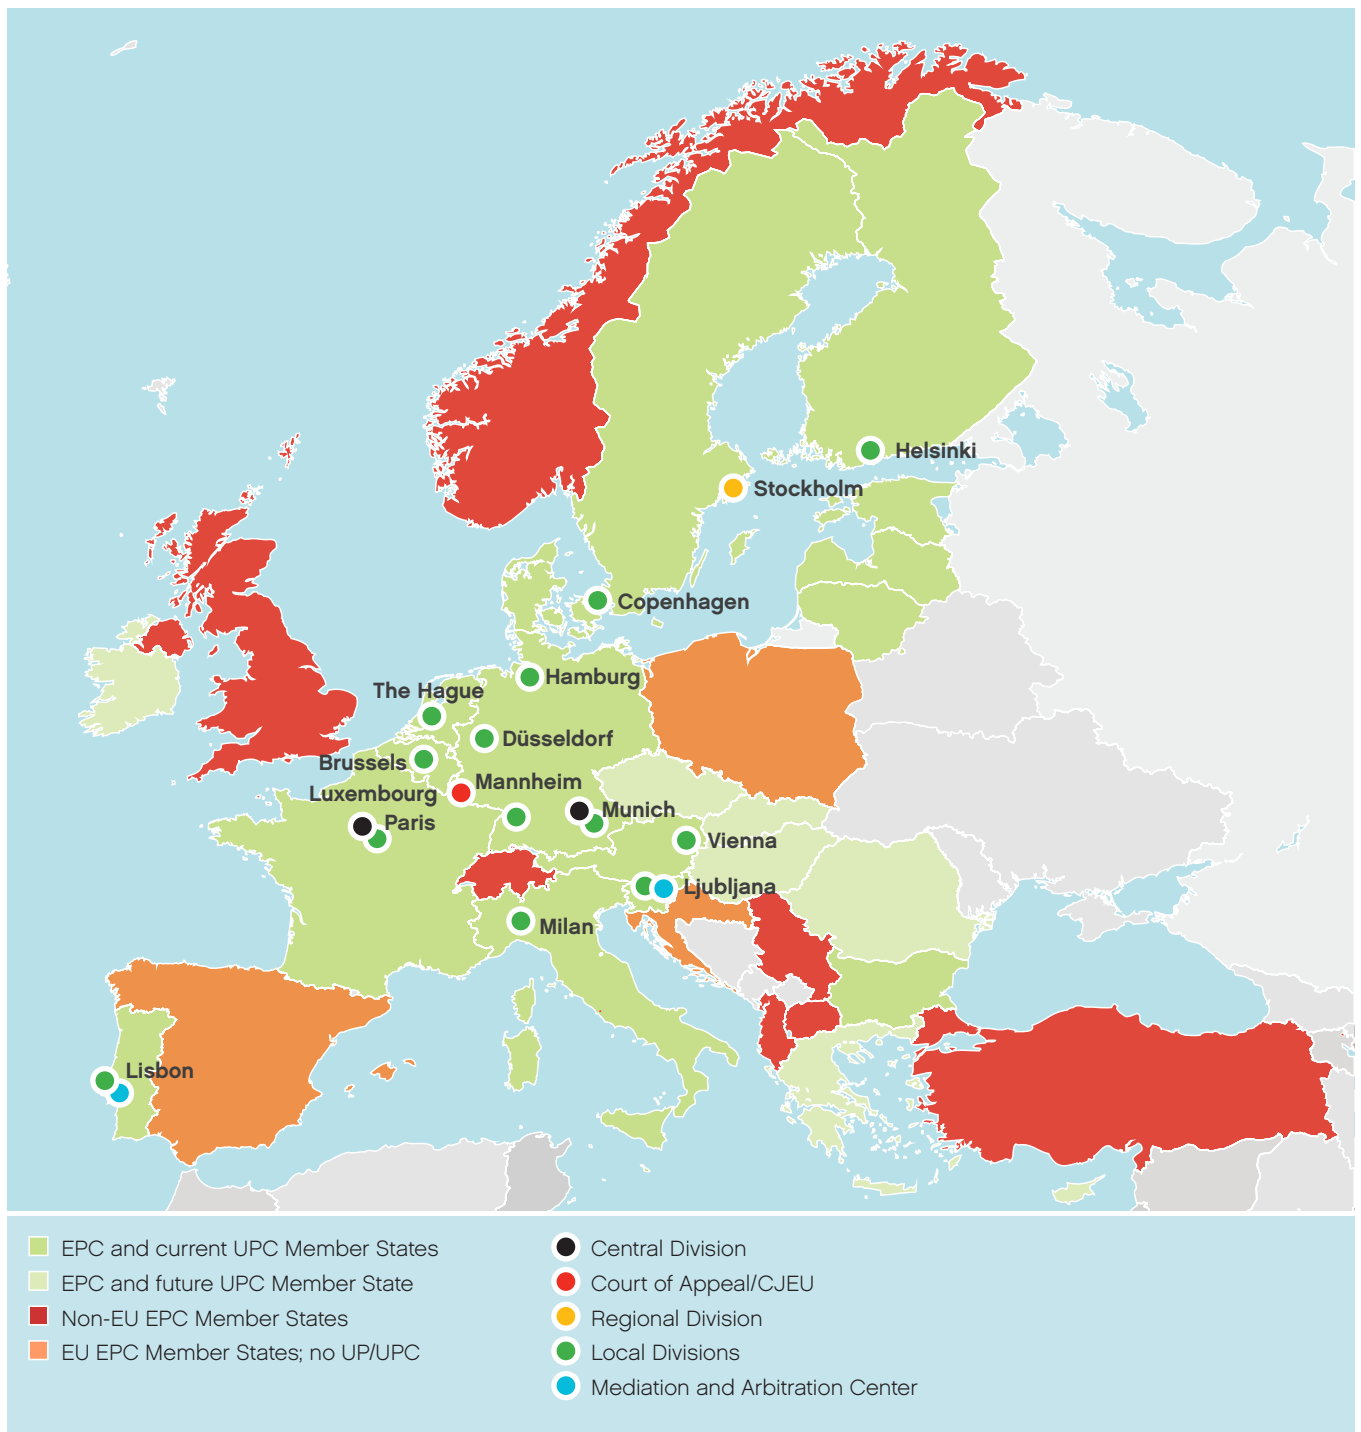 Helsinki
Stockholm
Copenhagen
Hamburg
The Hague
Düsseldorf
Brussels
Mannheim
Luxembourg
Munich
Paris
Vienna
Ljubljana
Milan
Lisbon
EPC and current UPC Member States
EPC and future UPC Member State
Non-EU EPC Member States
EU EPC Member States; no UP/UPC
Central Division
Court of Appeal/CJEU
Regional Division
Local Divisions
Mediation and Arbitration Center